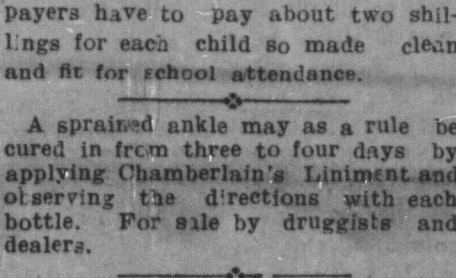 payers have to pay about two shil-
lings for each child so made clean
and fit for school attendance.
A sprained ankle may as a rule be
cured in from three to four days by
applying Chamberlain's Liniment and
observing the directions with each
bottle. For sale by druggists and
dealers.